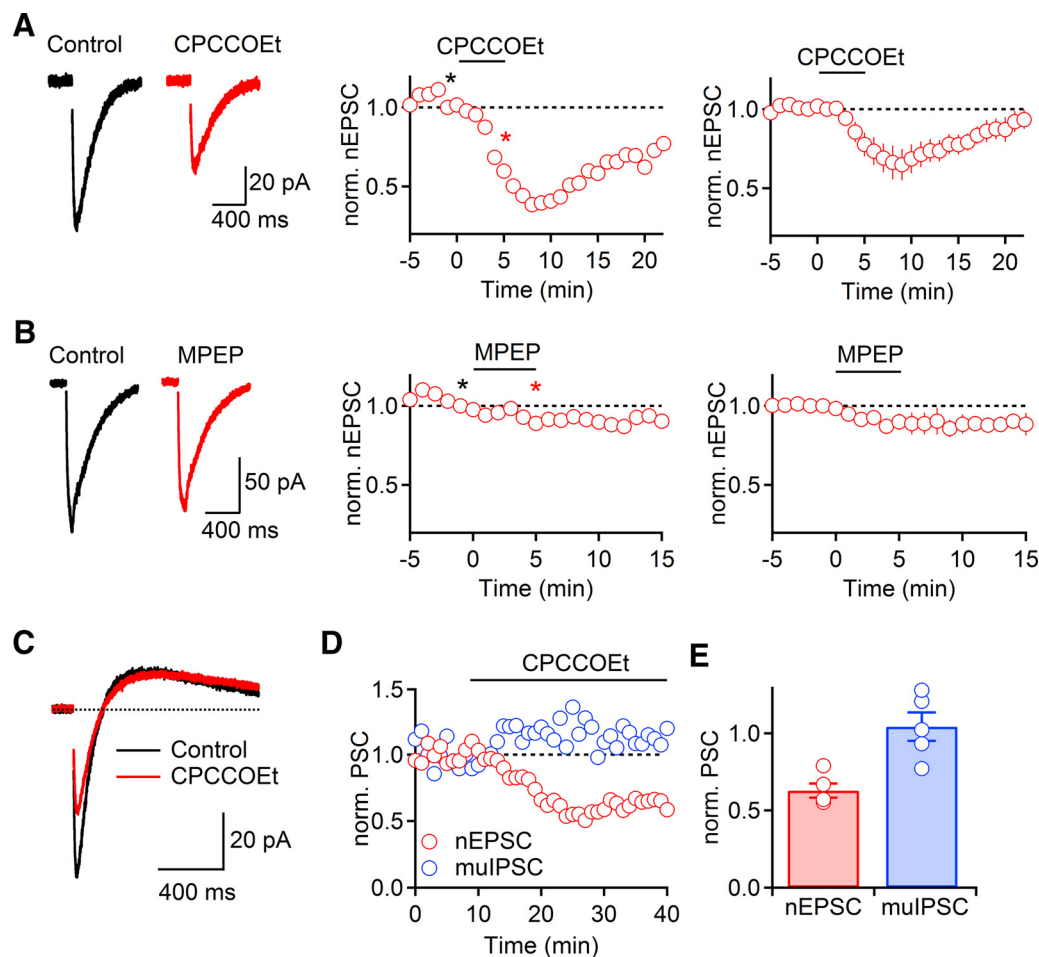 A
Control
CPCCOEt
20 pA
400 ms
CPCCOEt
*
*
norm. nEPSC
1.0
0.5
-5 0 5 10 15 20
Time (min)
CPCCOEt
norm. nEPSC
1.0
0.5
-5 0 5 10 15 20
Time (min)
B
Control
MPEP
50 pA
400 ms
MPEP
*
*
norm. nEPSC
1.0
0.5
-5 0 5 10 15
Time (min)
MPEP
norm. nEPSC
1.0
0.5
-5 0 5 10 15
Time (min)
C
Control
CPCCOEt
20 pA
400 ms
D
CPCCOEt
norm. PSC
1.5
1.0
0.5
0.0
nEPSC
muIPSC
0 10 20 30 40
Time (min)
E
norm. PSC
1.0
0.5
0.0
nEPSC muIPSC